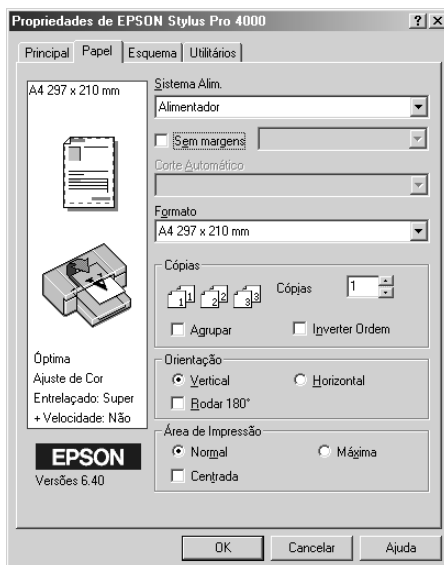 Propriedades de EPSON Stylus Pro 4000
Principal Papel Esquema Utilitários
A4 297 x 210 mm
Óptima
Ajuste de Cor
Entrelaçado: Super
+ Velocidade: Não
EPSON
Versões 6.40
Sistema Alim.
Alimentador
Sem margens
Corte Automático
Formato
A4 297 x 210 mm
Cópias
1 2 3 Cópias 1
Agrupar Inverter Ordem
Orientação
Vertical Horizontal
Rodar 180°
Área de Impressão
Normal Máxima
Centrada
OK Cancelar Ajuda